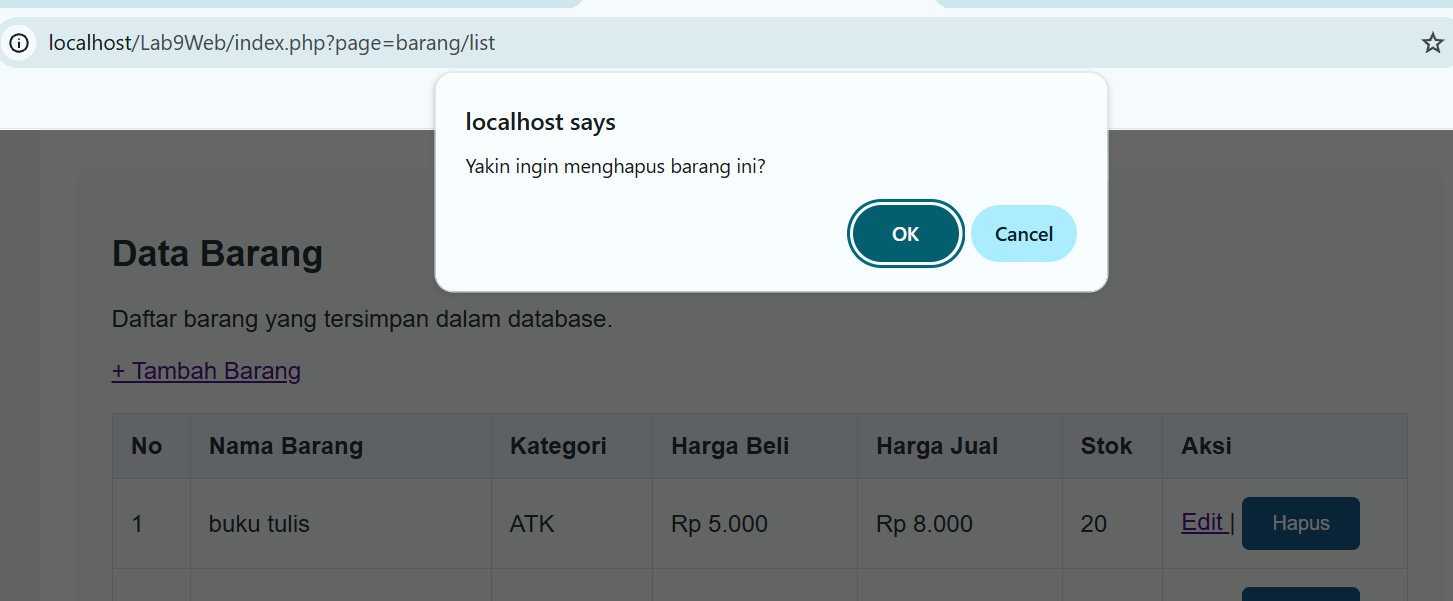 localhost/Lab9Web/index.php?page=barang/list
localhost says
Yakin ingin menghapus barang ini?
OK Cancel
Data Barang
Daftar barang yang tersimpan dalam database.
+ Tambah Barang
No Nama Barang Kategori Harga Beli Harga Jual Stok Aksi
1 buku tulis ATK Rp 5.000 Rp 8.000 20 Edit | Hapus